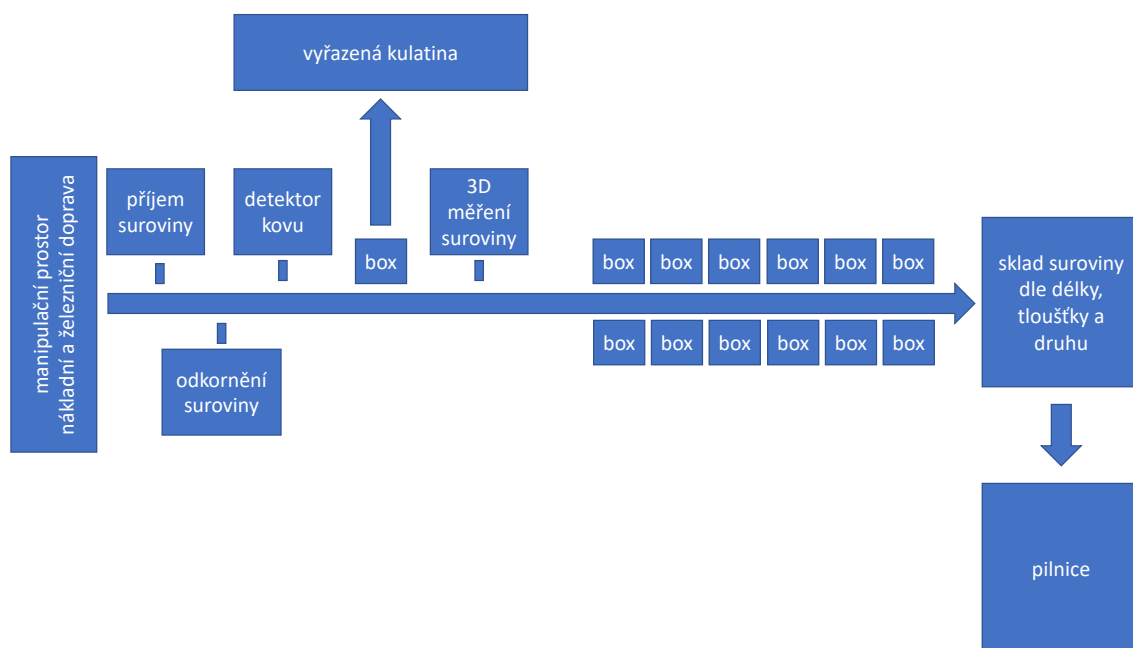 vyřazená kulatina
manipulační prostor
nákladní a železniční doprava
příjem
suroviny
detektor
kovu
3D
měření
suroviny
box
box
box
box
box
box
box
sklad suroviny
dle délky,
tloušťky a
druhu
box
box
box
box
box
box
odkornění
suroviny
pilnice